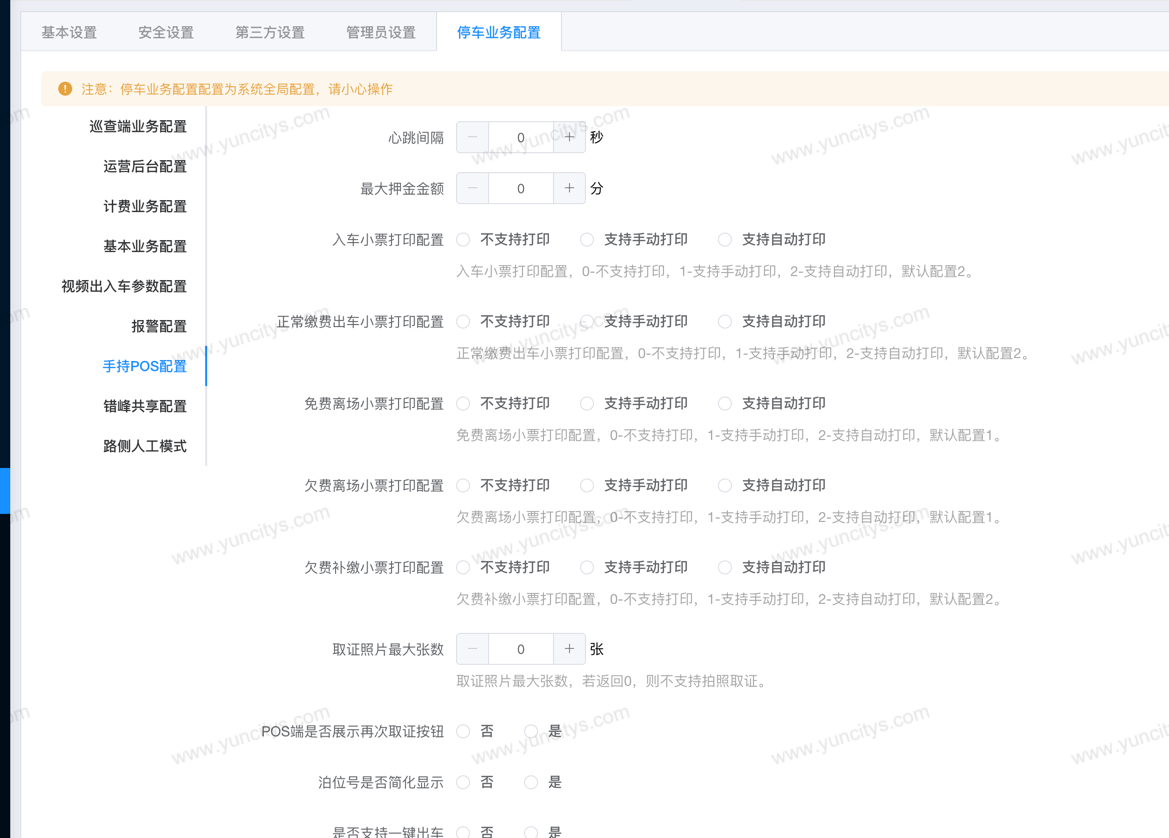 基本设置 安全设置 第三方设置 管理员设置 停车业务配置
注意：停车业务配置配置为系统全局配置，请小心操作
巡查端业务配置
运营后台配置
计费业务配置
基本业务配置
视频出入车参数配置
报警配置
手持POS配置
错峰共享配置
路侧人工模式
心跳间隔 − 0 + 秒
最大押金金额 − 0 + 分
入车小票打印配置 不支持打印 支持手动打印 支持自动打印
入车小票打印配置，0-不支持打印，1-支持手动打印，2-支持自动打印，默认配置2。
正常缴费出车小票打印配置 不支持打印 支持手动打印 支持自动打印
正常缴费出车小票打印配置，0-不支持打印，1-支持手动打印，2-支持自动打印，默认配置2。
免费离场小票打印配置 不支持打印 支持手动打印 支持自动打印
免费离场小票打印配置，0-不支持打印，1-支持手动打印，2-支持自动打印，默认配置1。
欠费离场小票打印配置 不支持打印 支持手动打印 支持自动打印
欠费离场小票打印配置，0-不支持打印，1-支持手动打印，2-支持自动打印，默认配置1。
欠费补缴小票打印配置 不支持打印 支持手动打印 支持自动打印
欠费补缴小票打印配置，0-不支持打印，1-支持手动打印，2-支持自动打印，默认配置2。
取证照片最大张数 − 0 + 张
取证照片最大张数，若返回0，则不支持拍照取证。
POS端是否展示再次取证按钮 否 是
泊位号是否简化显示 否 是
是否支持一键出车 否 是
www.yuncitys.com